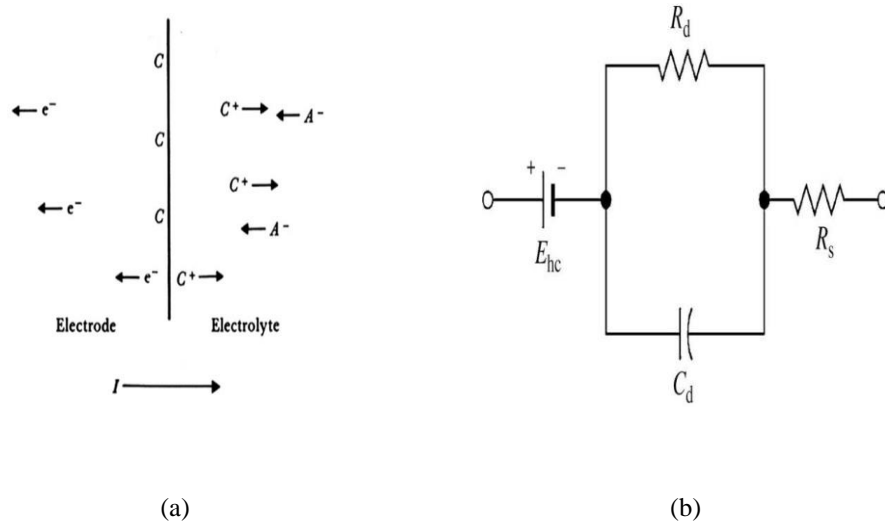 C
e⁻
C⁺
A⁻
C
C⁺
e⁻
C
A⁻
e⁻
C⁺
Electrode
Electrolyte
I
(a)
R_d
+
−
E_hc
R_s
C_d
(b)